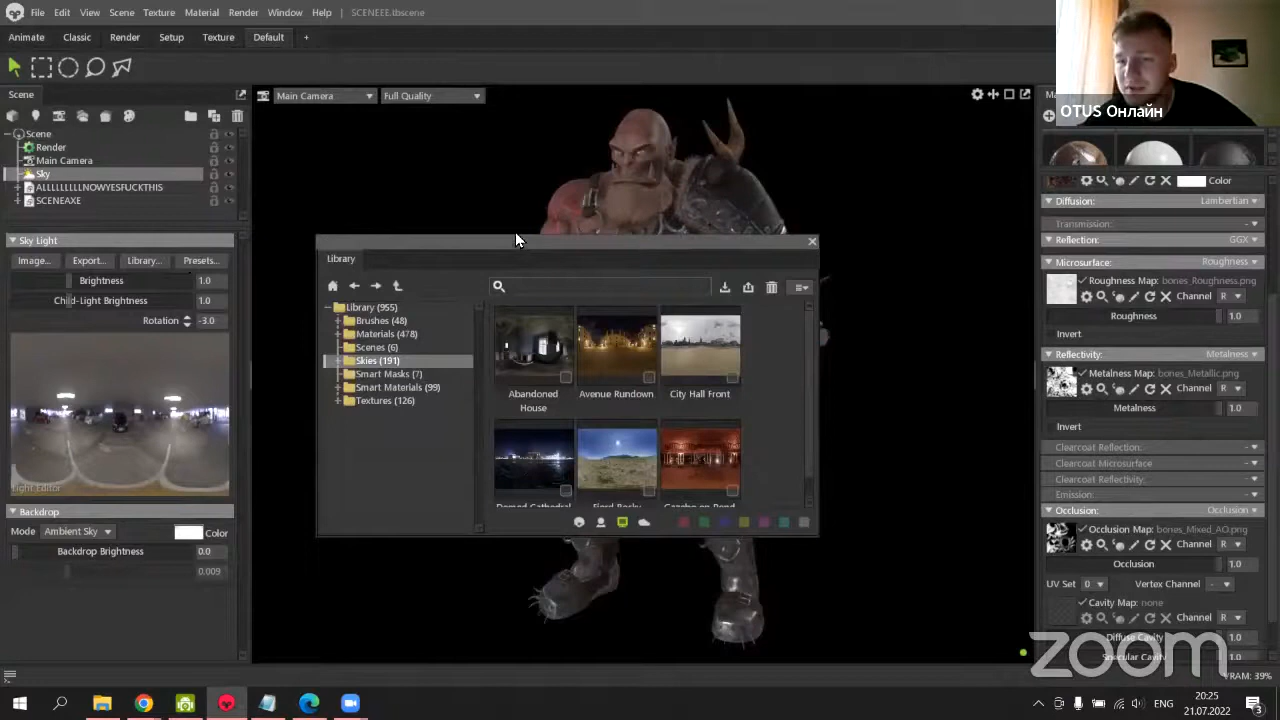 File Edit View Scene Stage Material Render Window Help SCENEEE.tbscene
Animate Classic Render Setup Texture Default +
Scene
Scene
Render
Main Camera
Sky
ALLLLLLLLLNOWYESFUCKTHIS
SCENEAXE
Main Camera Full Quality
Sky Light
Image... Export... Library... Presets...
Brightness 1.0
Child-Light Brightness 1.0
Rotation -3.0
Light Editor
Backdrop
Mode Ambient Sky Color
Backdrop Brightness 0.0
0.009
Library
Library (955)
Brushes (48)
Materials (478)
Scenes (6)
Skies (191)
Smart Masks (7)
Smart Materials (99)
Textures (126)
Abandoned House
Avenue Rundown
City Hall Front
OTUS Онлайн
Color
Diffusion: Lambertian
Transmission:
Reflection: GGX
Microsurface: Roughness
Roughness Map: bones_Roughness.png
Channel R
Roughness 1.0
Invert
Reflectivity: Metalness
Metalness Map: bones_Metallic.png
Channel R
Metalness 1.0
Invert
Clearcoat Reflection:
Clearcoat Microsurface
Clearcoat Reflectivity:
Emission:
Occlusion: Occlusion
Occlusion Map: bones_Mixed_AO.png
Channel R
Occlusion 1.0
UV Set 0 Vertex Channel -
Cavity Map: none
Channel R
Diffuse Cavity 1.0
Specular Cavity 1.0
zoom
VRAM: 39%
ENG
20:25
21.07.2022
3